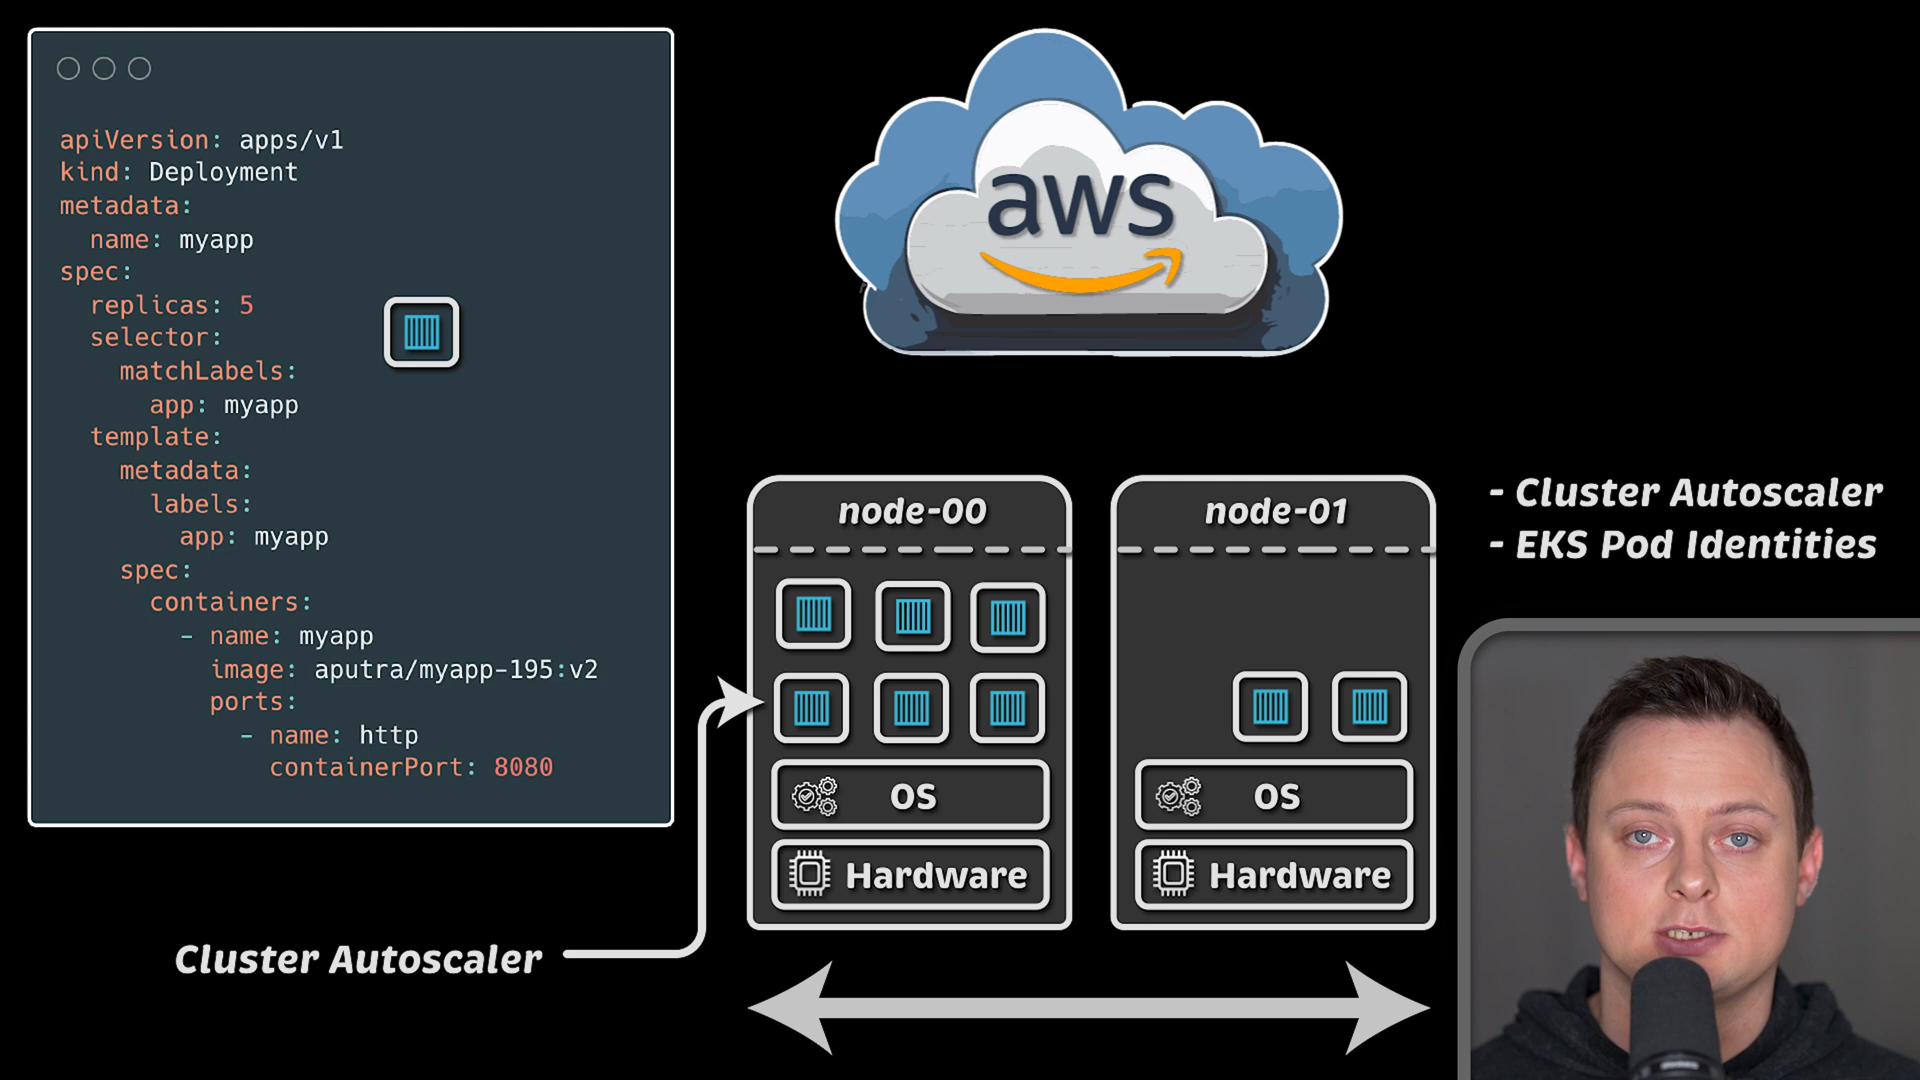 apiVersion: apps/v1
kind: Deployment
metadata:
  name: myapp
spec:
  replicas: 5
  selector:
    matchLabels:
      app: myapp
  template:
    metadata:
      labels:
        app: myapp
    spec:
      containers:
        - name: myapp
          image: aputra/myapp-195:v2
          ports:
            - name: http
              containerPort: 8080
aws
node-00
OS
Hardware
node-01
OS
Hardware
- Cluster Autoscaler
- EKS Pod Identities
Cluster Autoscaler